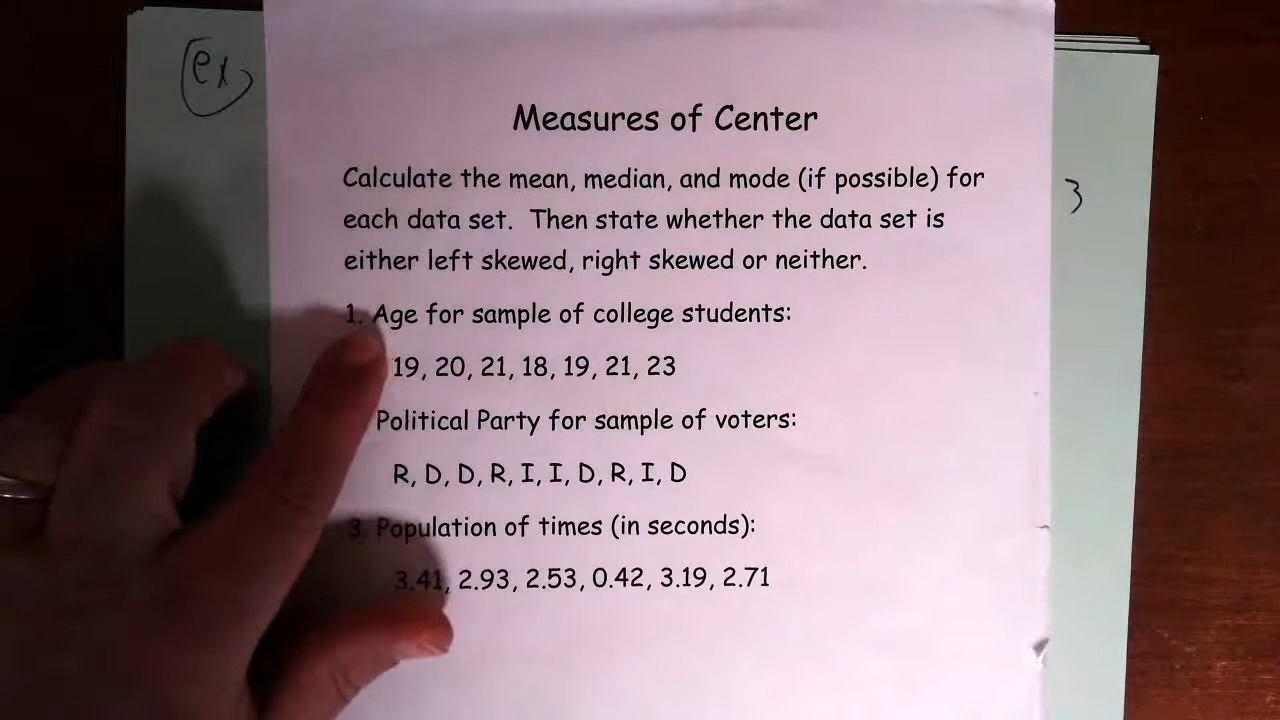 ex
Measures of Center
Calculate the mean, median, and mode (if possible) for
each data set. Then state whether the data set is
either left skewed, right skewed or neither.
3
1. Age for sample of college students:
19, 20, 21, 18, 19, 21, 23
Political Party for sample of voters:
R, D, D, R, I, I, D, R, I, D
3. Population of times (in seconds):
3.41, 2.93, 2.53, 0.42, 3.19, 2.71